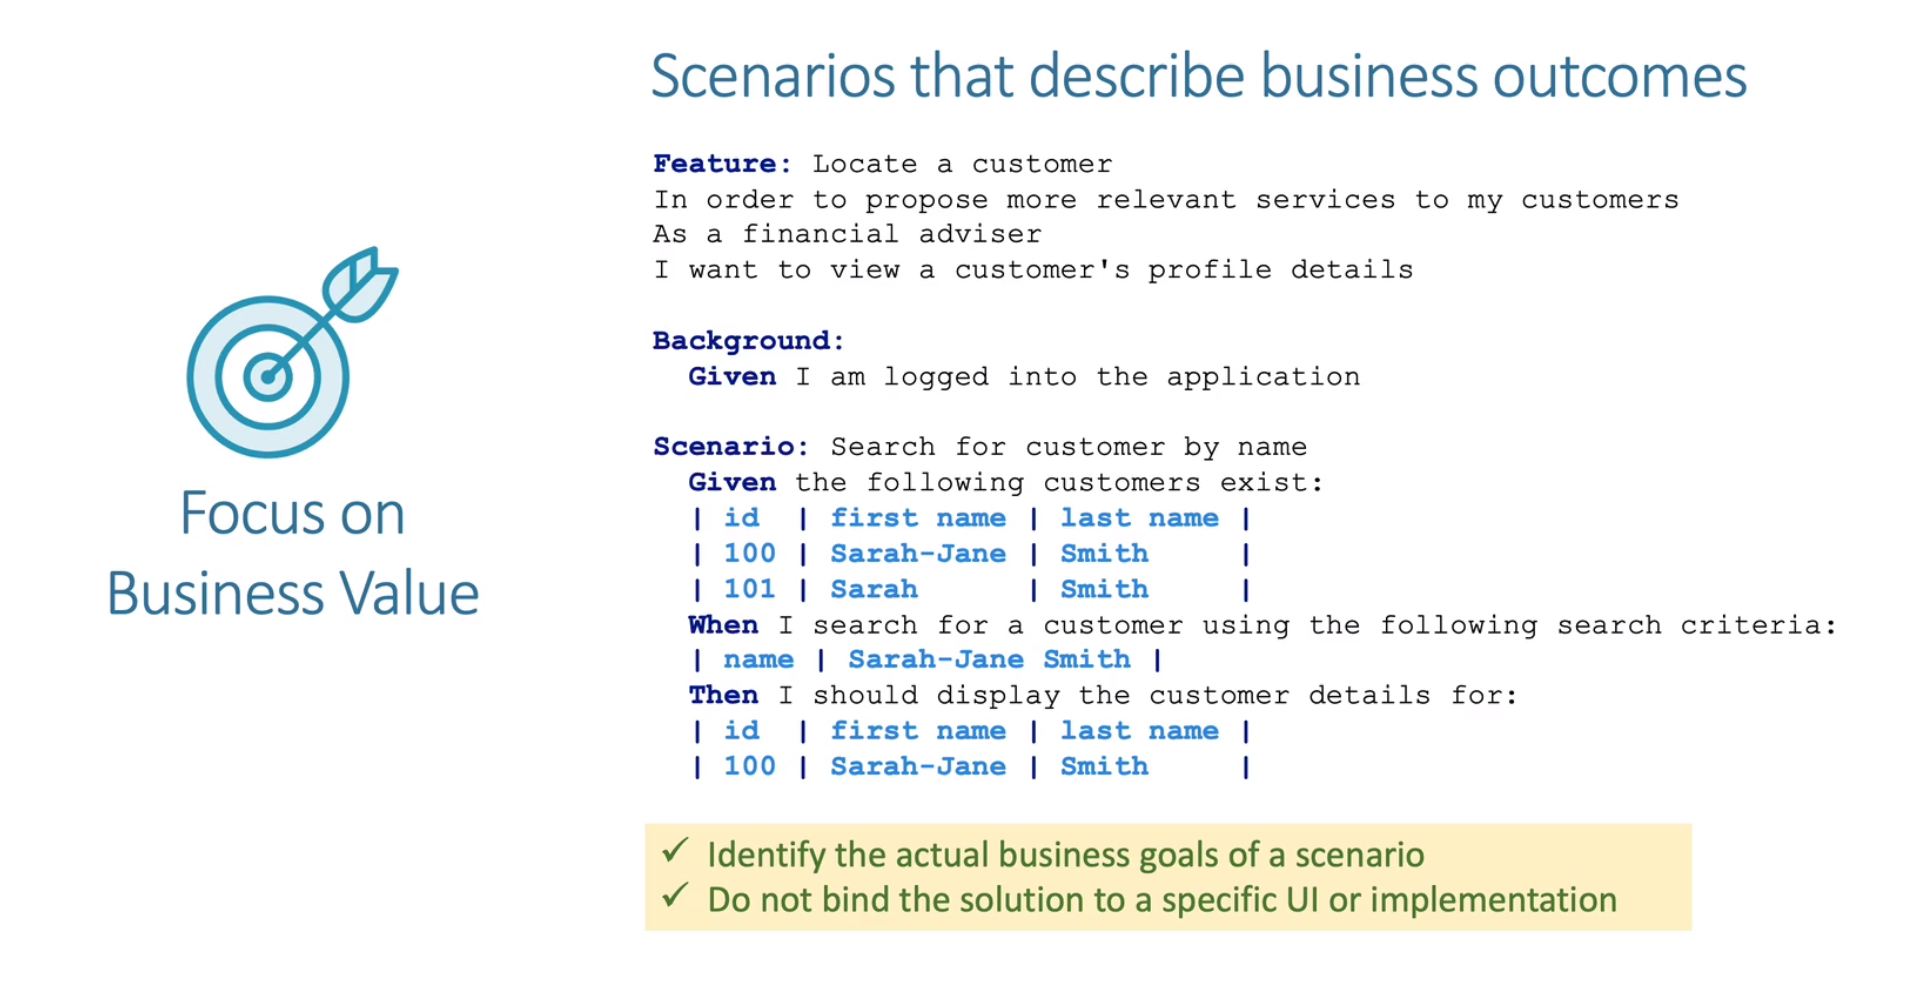 Scenarios that describe business outcomes
Feature: Locate a customer
In order to propose more relevant services to my customers
As a financial adviser
I want to view a customer's profile details
Background:
Given I am logged into the application
Scenario: Search for customer by name
Given the following customers exist:
| id | first name | last name |
| 100 | Sarah-Jane | Smith |
| 101 | Sarah | Smith |
When I search for a customer using the following search criteria:
| name | Sarah-Jane Smith |
Then I should display the customer details for:
| id | first name | last name |
| 100 | Sarah-Jane | Smith |
Focus on
Business Value
✓ Identify the actual business goals of a scenario
✓ Do not bind the solution to a specific UI or implementation